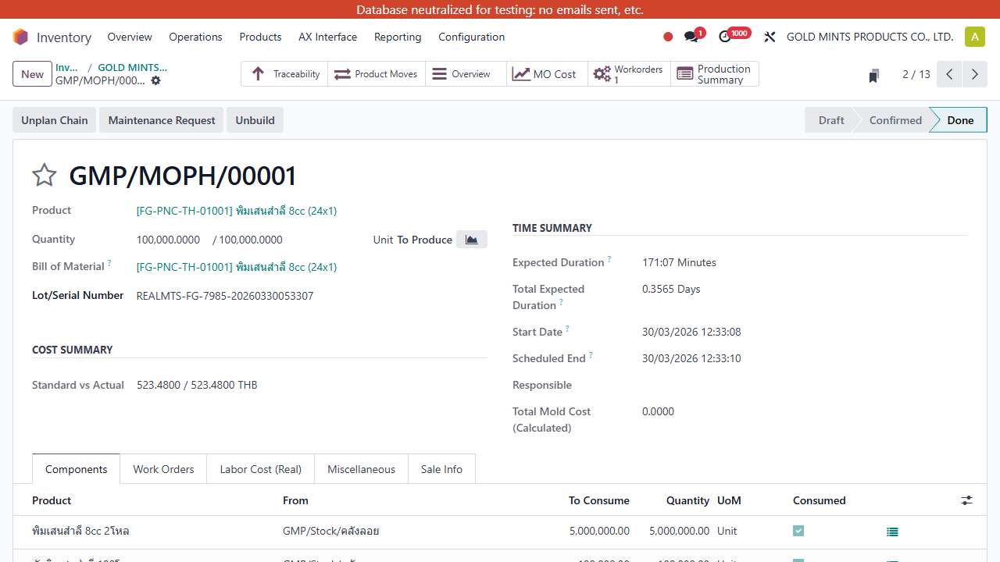 Database neutralized for testing: no emails sent, etc.
Inventory Overview Operations Products AX Interface Reporting Configuration 1 1000 GOLD MINTS PRODUCTS CO., LTD. A
New Inv... / GOLD MINTS...
GMP/MOPH/000...
Traceability Product Moves Overview MO Cost Workorders 1 Production Summary 2 / 13
Unplan Chain Maintenance Request Unbuild Draft Confirmed Done
GMP/MOPH/00001
Product [FG-PNC-TH-01001] พิมเสนสำลี 8cc (24x1)
Quantity 100,000.0000 / 100,000.0000 Unit To Produce
Bill of Material ? [FG-PNC-TH-01001] พิมเสนสำลี 8cc (24x1)
Lot/Serial Number REALMTS-FG-7985-20260330053307
COST SUMMARY
Standard vs Actual 523.4800 / 523.4800 THB
TIME SUMMARY
Expected Duration ? 171:07 Minutes
Total Expected Duration ? 0.3565 Days
Start Date ? 30/03/2026 12:33:08
Scheduled End ? 30/03/2026 12:33:10
Responsible
Total Mold Cost (Calculated) 0.0000
Components Work Orders Labor Cost (Real) Miscellaneous Sale Info
Product From To Consume Quantity UoM Consumed
พิมเสนสำลี 8cc 2โหล GMP/Stock/คลังลอย 5,000,000.00 5,000,000.00 Unit